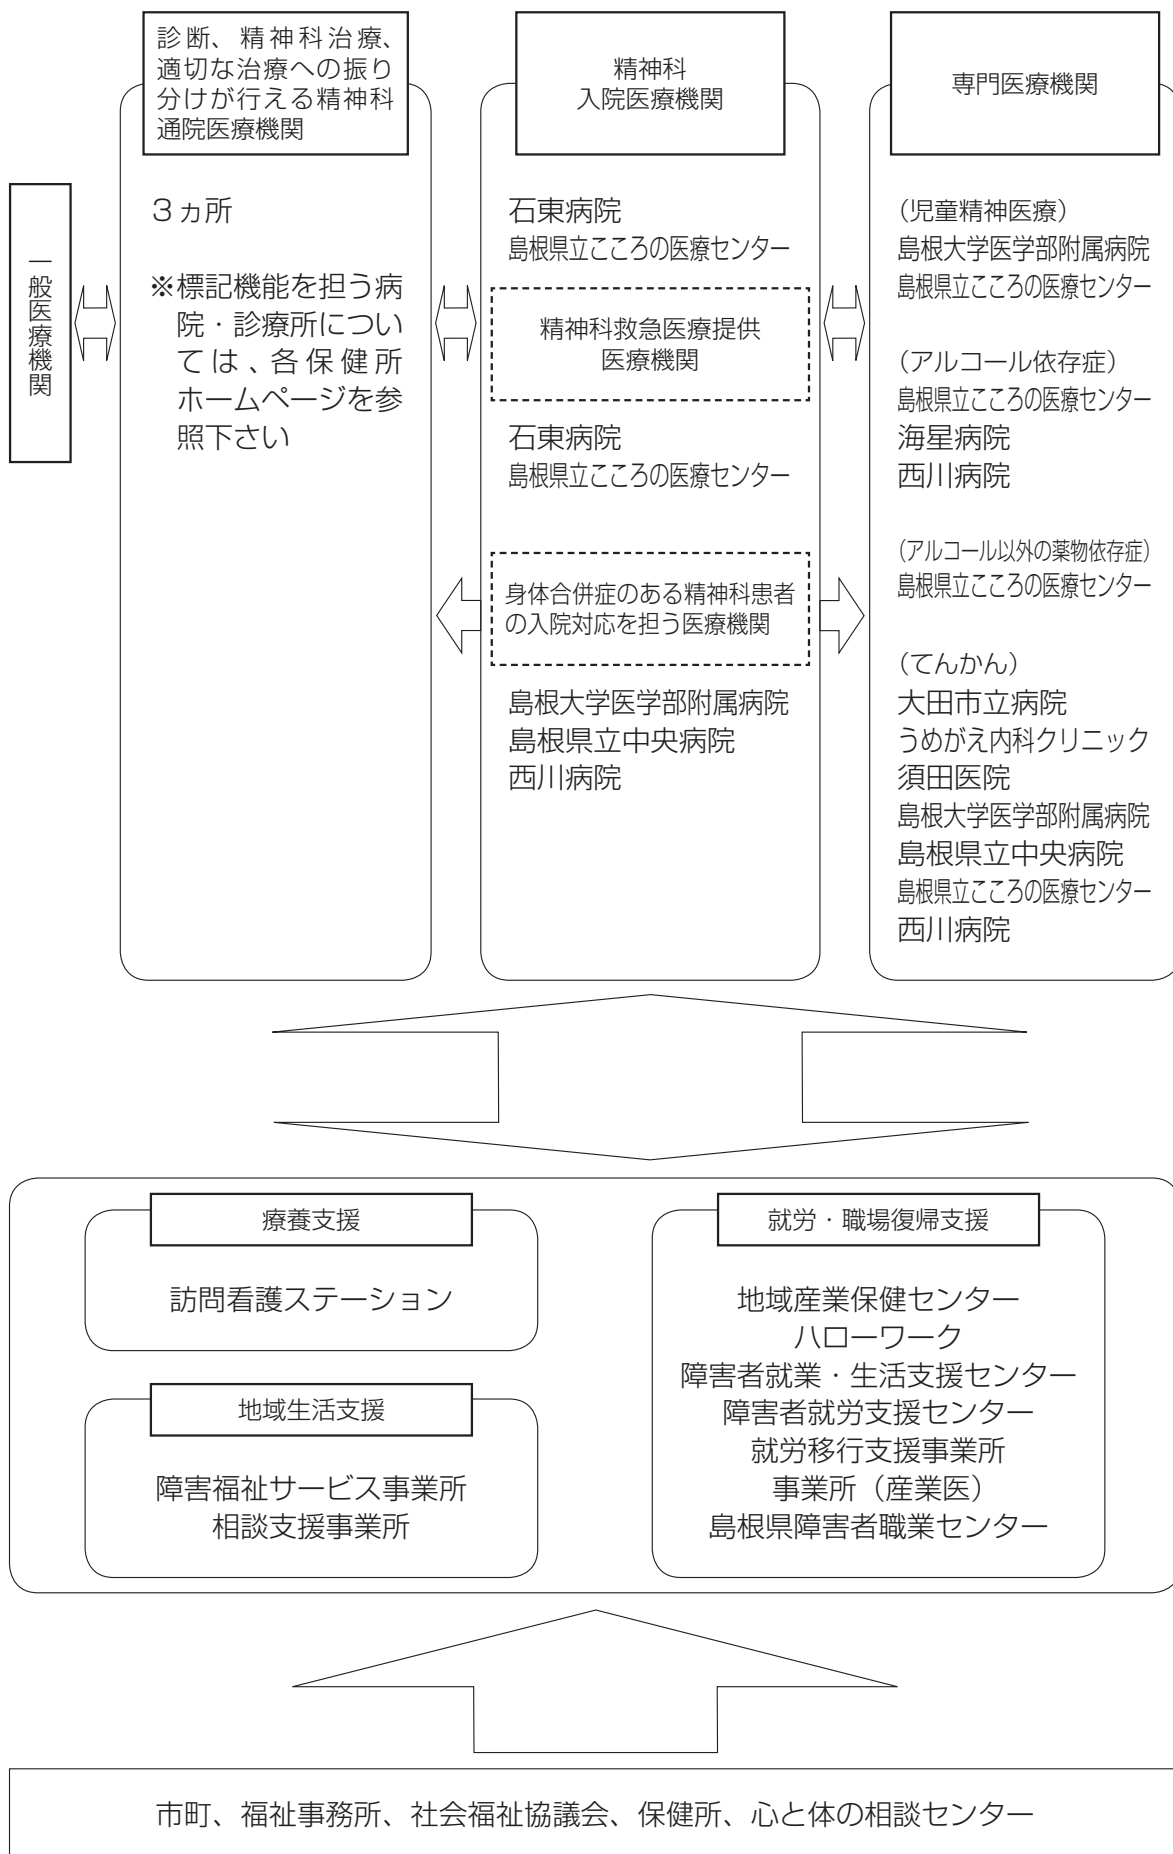 一般医療機関
診断、精神科治療、
適切な治療への振り
分けが行える精神科
通院医療機関
３ヵ所
※標記機能を担う病
院・診療所につい
ては、各保健所
ホームページを参
照下さい
精神科
入院医療機関
石東病院
島根県立こころの医療センター
精神科救急医療提供
医療機関
石東病院
島根県立こころの医療センター
身体合併症のある精神科患者
の入院対応を担う医療機関
島根大学医学部附属病院
島根県立中央病院
西川病院
専門医療機関
（児童精神医療）
島根大学医学部附属病院
島根県立こころの医療センター
（アルコール依存症）
島根県立こころの医療センター
海星病院
西川病院
（アルコール以外の薬物依存症）
島根県立こころの医療センター
（てんかん）
大田市立病院
うめがえ内科クリニック
須田医院
島根大学医学部附属病院
島根県立中央病院
島根県立こころの医療センター
西川病院
療養支援
訪問看護ステーション
地域生活支援
障害福祉サービス事業所
相談支援事業所
就労・職場復帰支援
地域産業保健センター
ハローワーク
障害者就業・生活支援センター
障害者就労支援センター
就労移行支援事業所
事業所（産業医）
島根県障害者職業センター
市町、福祉事務所、社会福祉協議会、保健所、心と体の相談センター